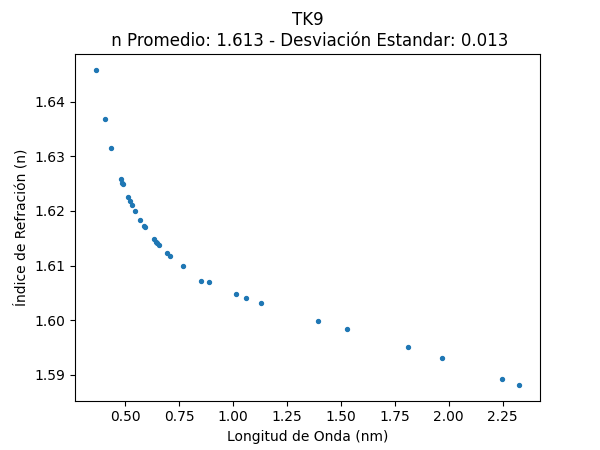 TK9
n Promedio: 1.613 - Desviación Estandar: 0.013
1.64
1.63
1.62
1.61
1.60
1.59
Índice de Refración (n)
0.50 0.75 1.00 1.25 1.50 1.75 2.00 2.25
Longitud de Onda (nm)